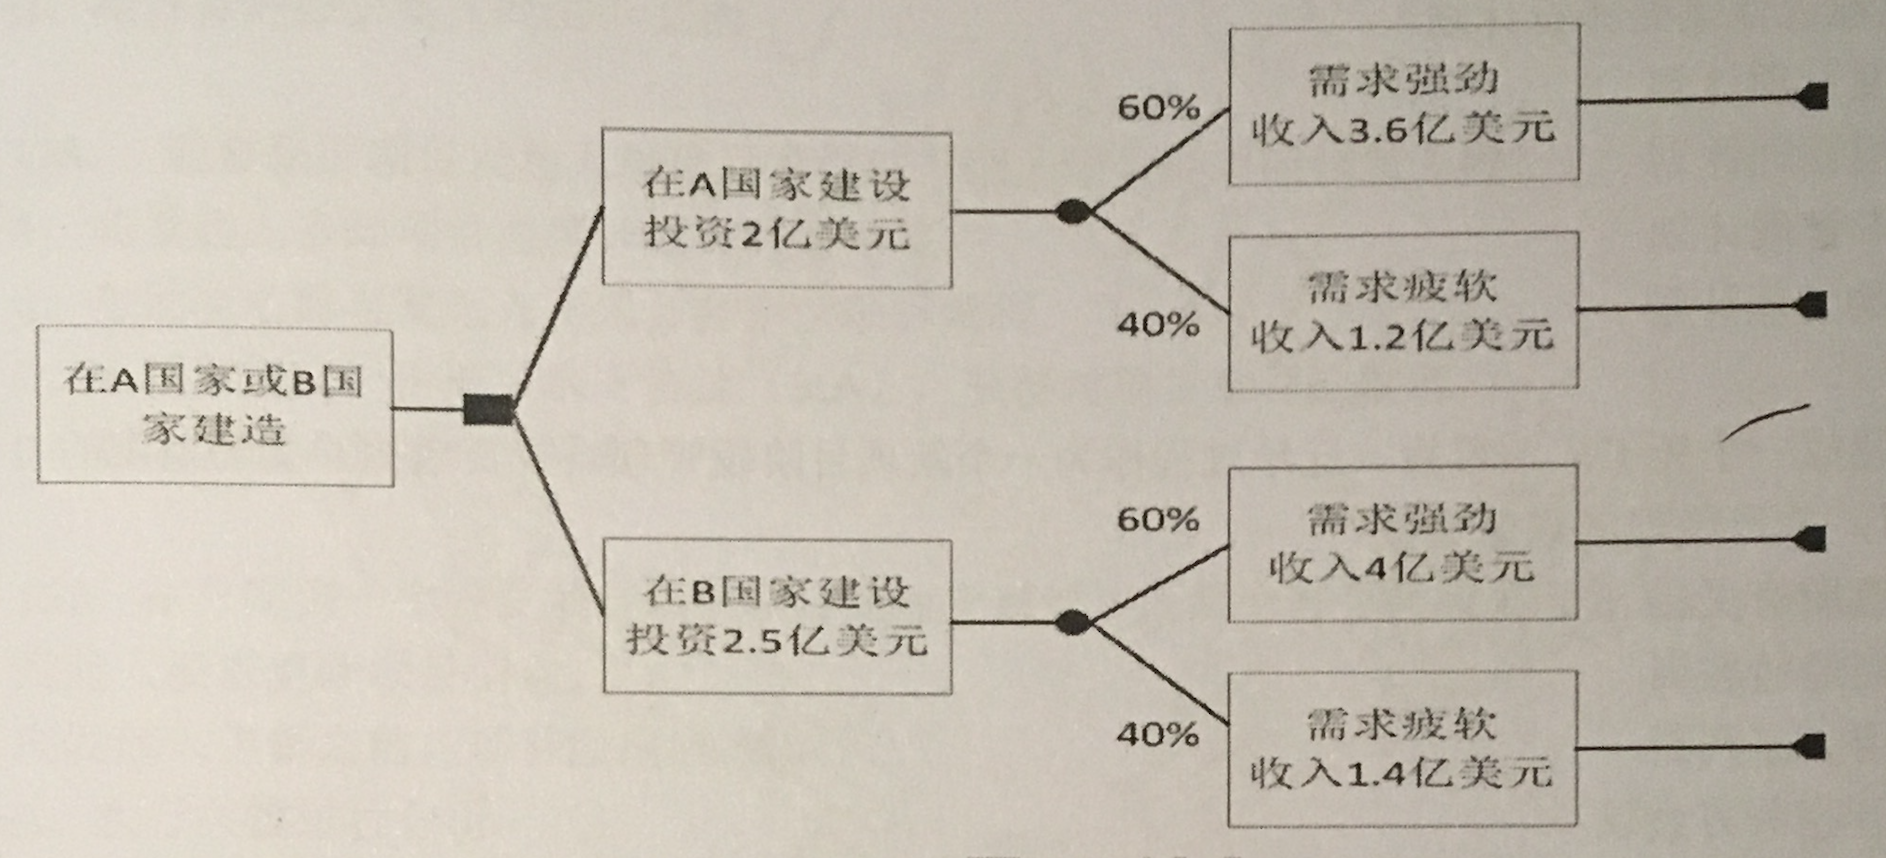 在A国家或B国
家建造
在A国家建设
投资2亿美元
60%
需求强劲
收入3.6亿美元
40%
需求疲软
收入1.2亿美元
在B国家建设
投资2.5亿美元
60%
需求强劲
收入4亿美元
40%
需求疲软
收入1.4亿美元